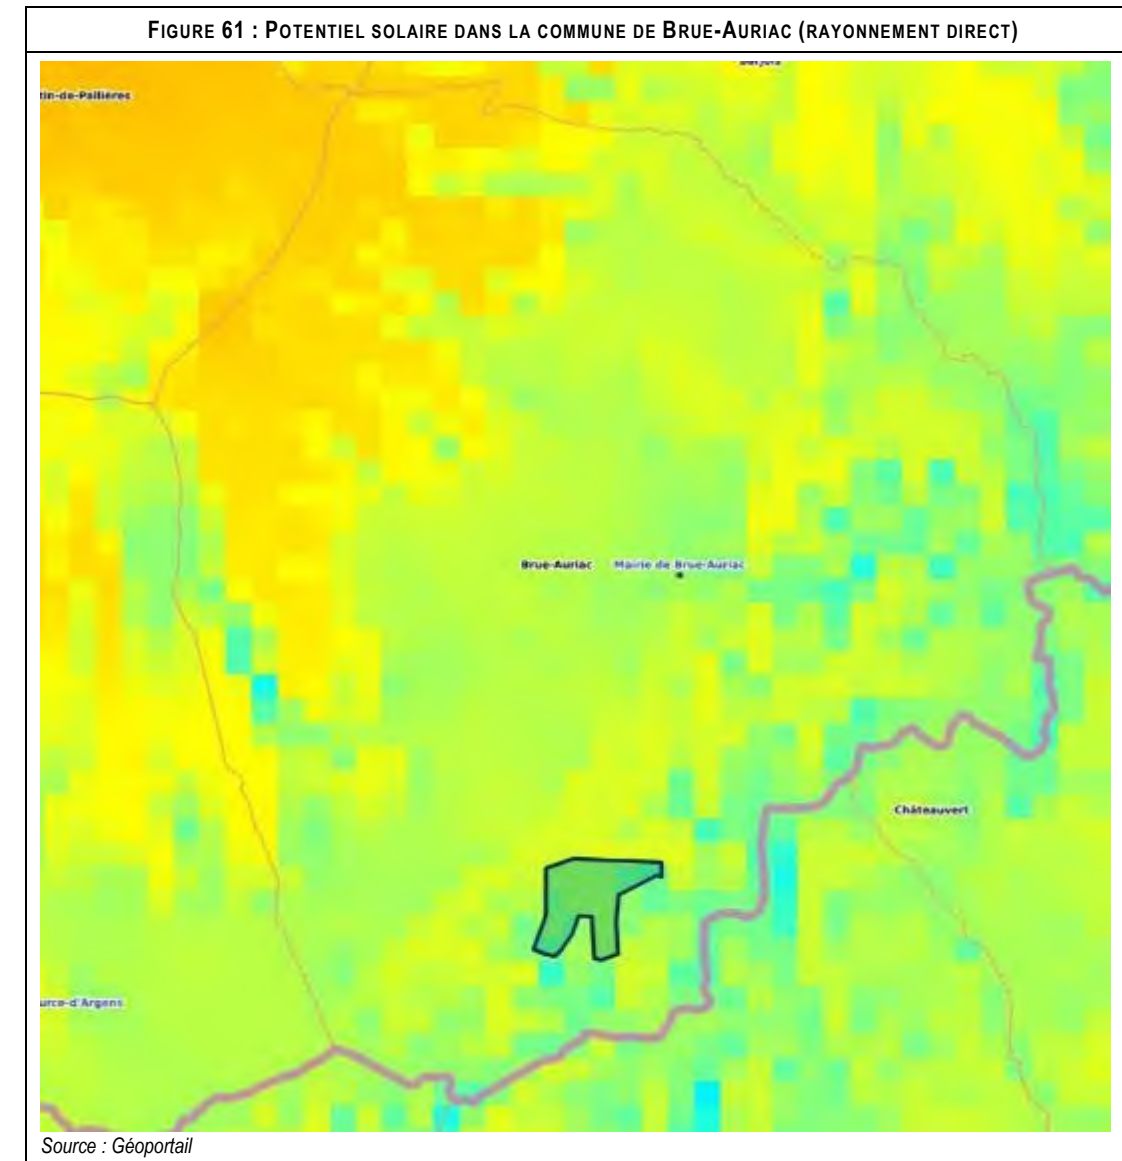 FIGURE 61 : POTENTIEL SOLAIRE DANS LA COMMUNE DE BRUE-AURIAC (RAYONNEMENT DIRECT)
tin-de-Pallières
Brue-Auriac Mairie de Brue-Auriac
Châteauvert
urce-d'Argens
Source : Géoportail